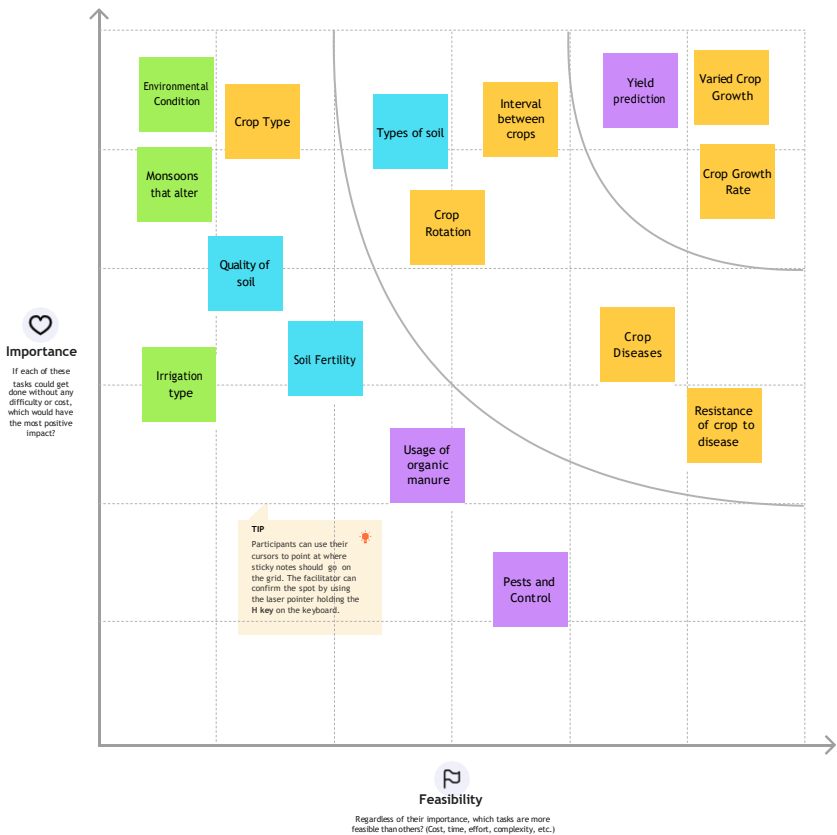 Environmental
Condition
Crop Type
Types of soil
Interval
between
crops
Yield
prediction
Varied Crop
Growth
Monsoons
that alter
Crop Growth
Rate
Crop
Rotation
Quality of
soil
Soil Fertility
Crop
Diseases
Irrigation
type
Resistance
of crop to
disease
Usage of
organic
manure
Pests and
Control
Importance
If each of these
tasks could get
done without any
difficulty or cost,
which would have
the most positive
impact?
TIP
Participants can use their
cursors to point at where
sticky notes should go on
the grid. The facilitator can
confirm the spot by using
the laser pointer holding the
H key on the keyboard.
Feasibility
Regardless of their importance, which tasks are more
feasible than others? (Cost, time, effort, complexity, etc.)